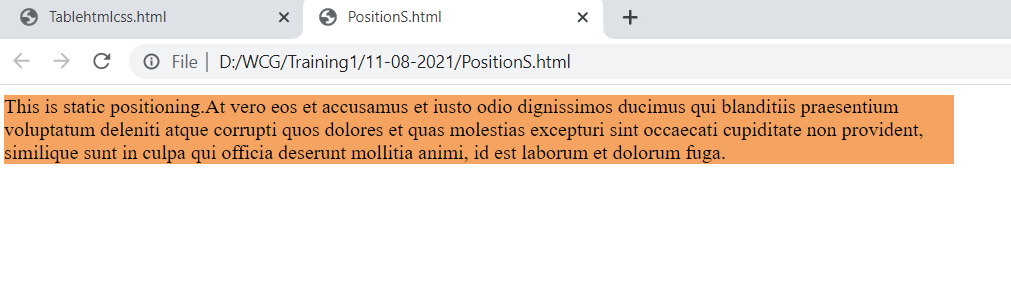 Tablehtmlcss.html
PositionS.html
File | D:/WCG/Training1/11-08-2021/PositionS.html
This is static positioning.At vero eos et accusamus et iusto odio dignissimos ducimus qui blanditiis praesentium
voluptatum deleniti atque corrupti quos dolores et quas molestias excepturi sint occaecati cupiditate non provident,
similique sunt in culpa qui officia deserunt mollitia animi, id est laborum et dolorum fuga.